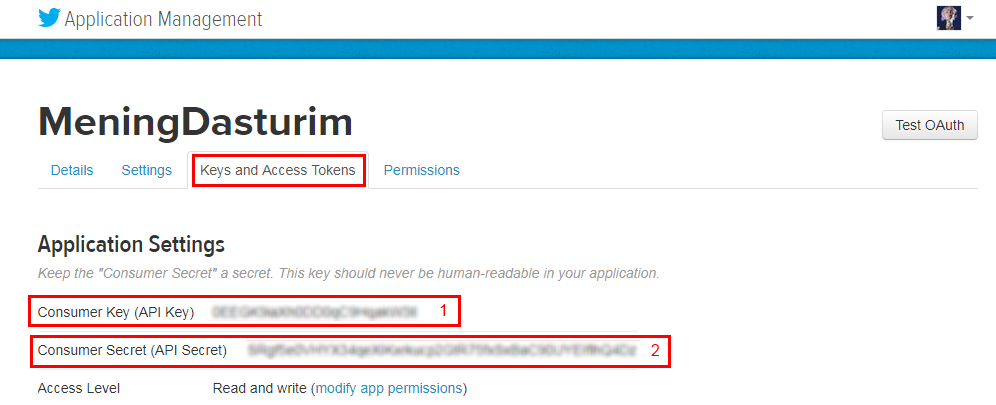 Application Management
MeningDasturim
Test OAuth
Details Settings Keys and Access Tokens Permissions
Application Settings
Keep the "Consumer Secret" a secret. This key should never be human-readable in your application.
Consumer Key (API Key) 1
Consumer Secret (API Secret) 2
Access Level Read and write (modify app permissions)